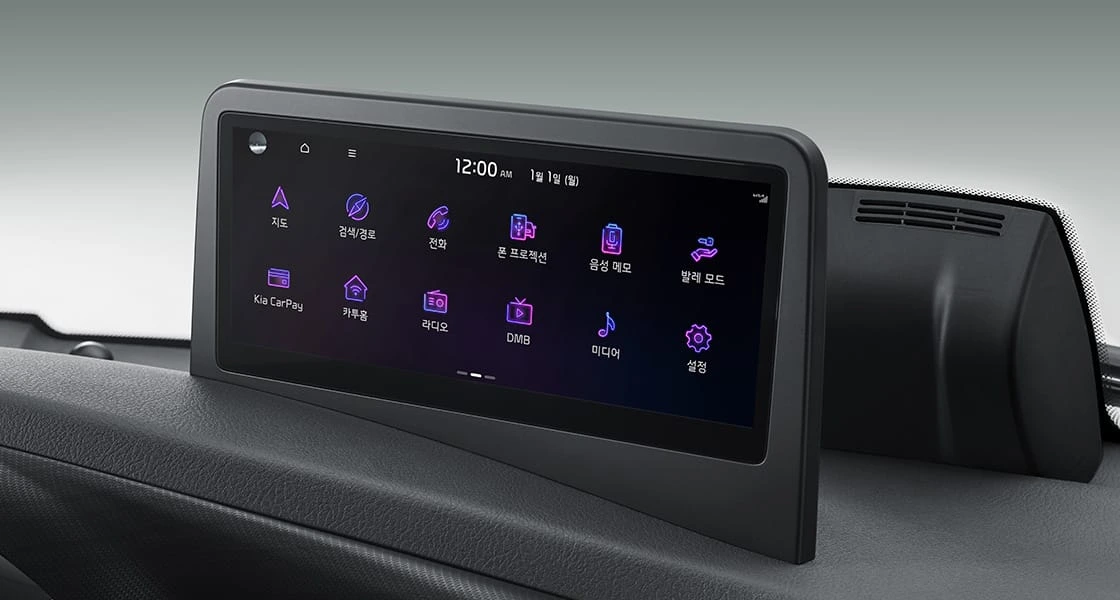 12:00 AM 1월 1일 (월)
지도
검색/경로
전화
폰 프로젝션
음성 메모
발레 모드
Kia CarPay
카투홈
라디오
DMB
미디어
설정